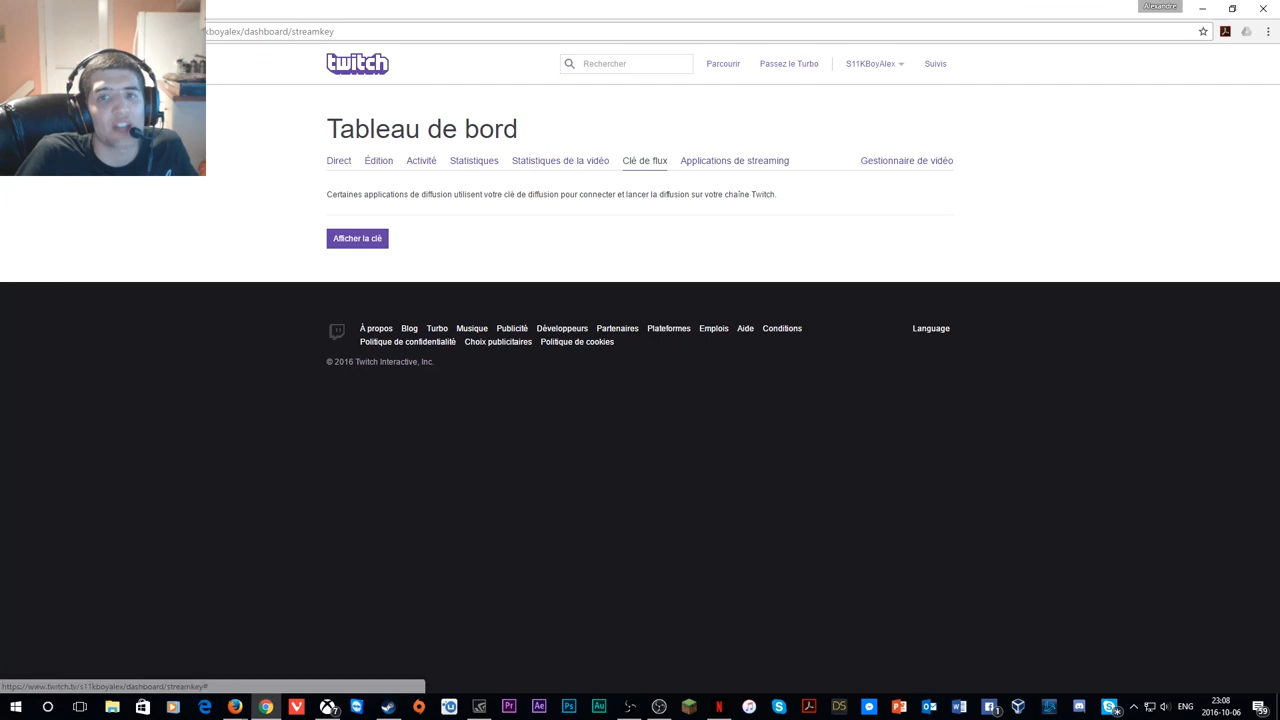 Alexandre
kboyalex/dashboard/streamkey
twitch
Rechercher
Parcourir
Passez le Turbo
S11KBoyAlex
Suivis
Tableau de bord
Direct Édition Activité Statistiques Statistiques de la vidéo Clé de flux Applications de streaming Gestionnaire de vidéo
Certaines applications de diffusion utilisent votre clé de diffusion pour connecter et lancer la diffusion sur votre chaîne Twitch.
Afficher la clé
À propos Blog Turbo Musique Publicité Développeurs Partenaires Plateformes Emplois Aide Conditions Language
Politique de confidentialité Choix publicitaires Politique de cookies
© 2016 Twitch Interactive, Inc.
https://www.twitch.tv/s11kboyalex/dashboard/streamkey#
ENG
23:08
2016-10-06